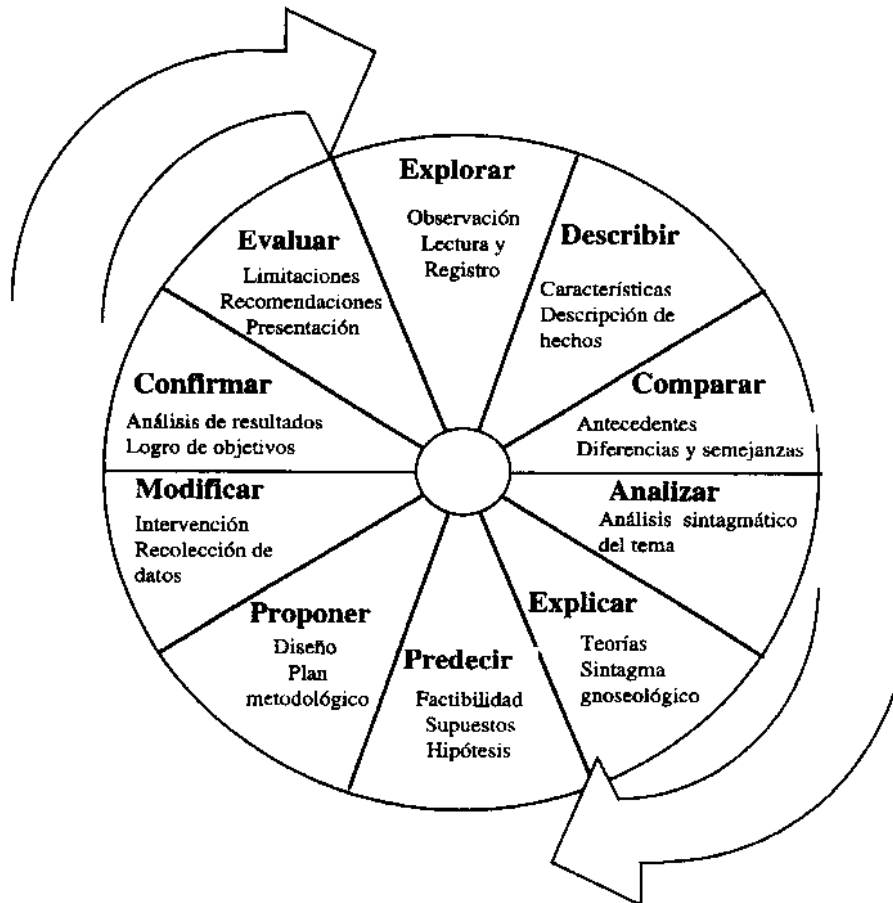 Explorar
Observación
Lectura y
Registro
Describir
Características
Descripción de
hechos
Comparar
Antecedentes
Diferencias y semejanzas
Analizar
Análisis sintagmático
del tema
Explicar
Teorías
Sintagma
gnoseológico
Predecir
Factibilidad
Supuestos
Hipótesis
Proponer
Diseño
Plan
metodológico
Modificar
Intervención
Recolección de
datos
Confirmar
Análisis de resultados
Logro de objetivos
Evaluar
Limitaciones
Recomendaciones
Presentación